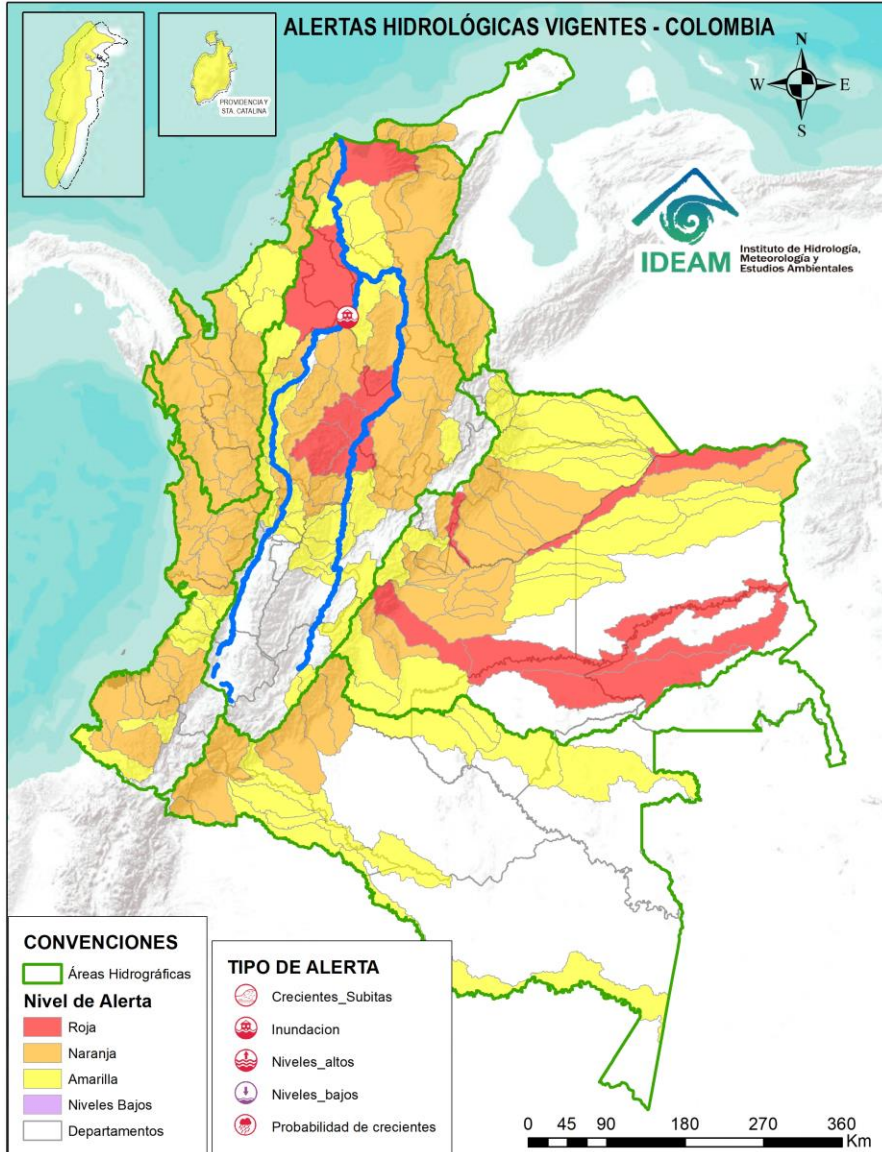 ALERTAS HIDROLÓGICAS VIGENTES - COLOMBIA
PROVIDENCIA Y
STA. CATALINA
N
W
E
S
IDEAM
Instituto de Hidrología,
Meteorología y
Estudios Ambientales
CONVENCIONES
Áreas Hidrográficas
Nivel de Alerta
Roja
Naranja
Amarilla
Niveles Bajos
Departamentos
TIPO DE ALERTA
Crecientes_Subitas
Inundacion
Niveles_altos
Niveles_bajos
Probabilidad de crecientes
0 45 90 180 270 360
Km